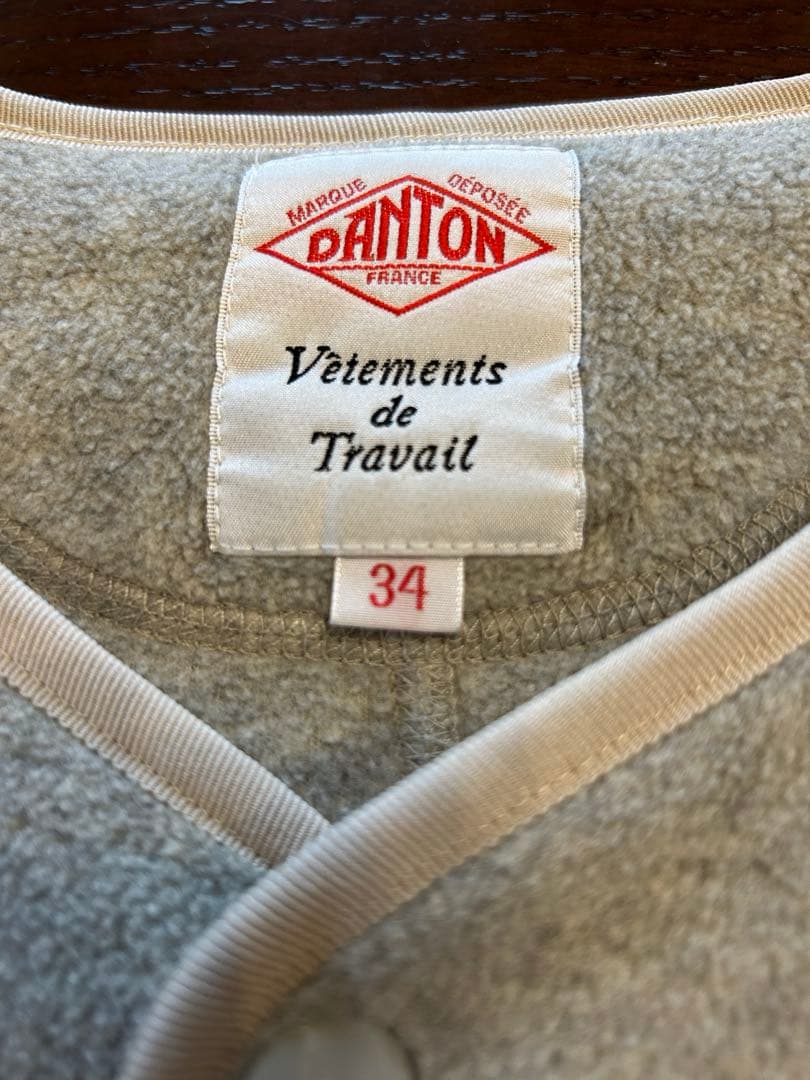 MARQUE DÉPOSÉE
DANTON
FRANCE
Vêtements
de
Travail
34